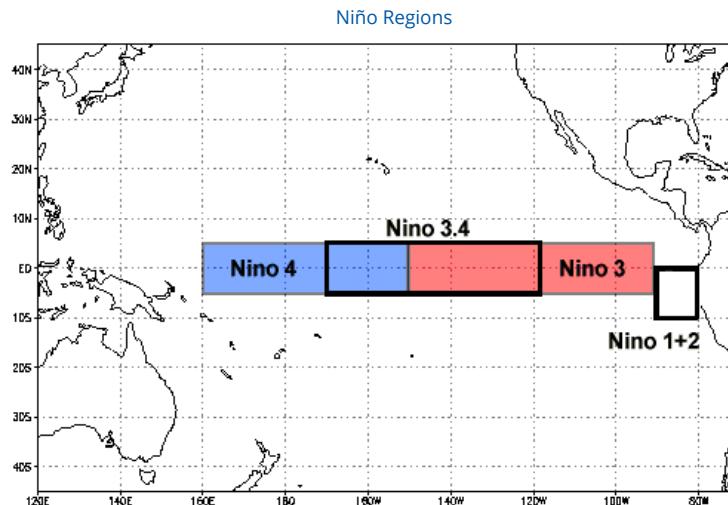 Niño Regions
40N
30N
20N
10N
Nino 3.4
EQ
Nino 4
Nino 3
10S
Nino 1+2
20S
30S
40S
120E 140E 160E 180 160W 140W 120W 100W 80W